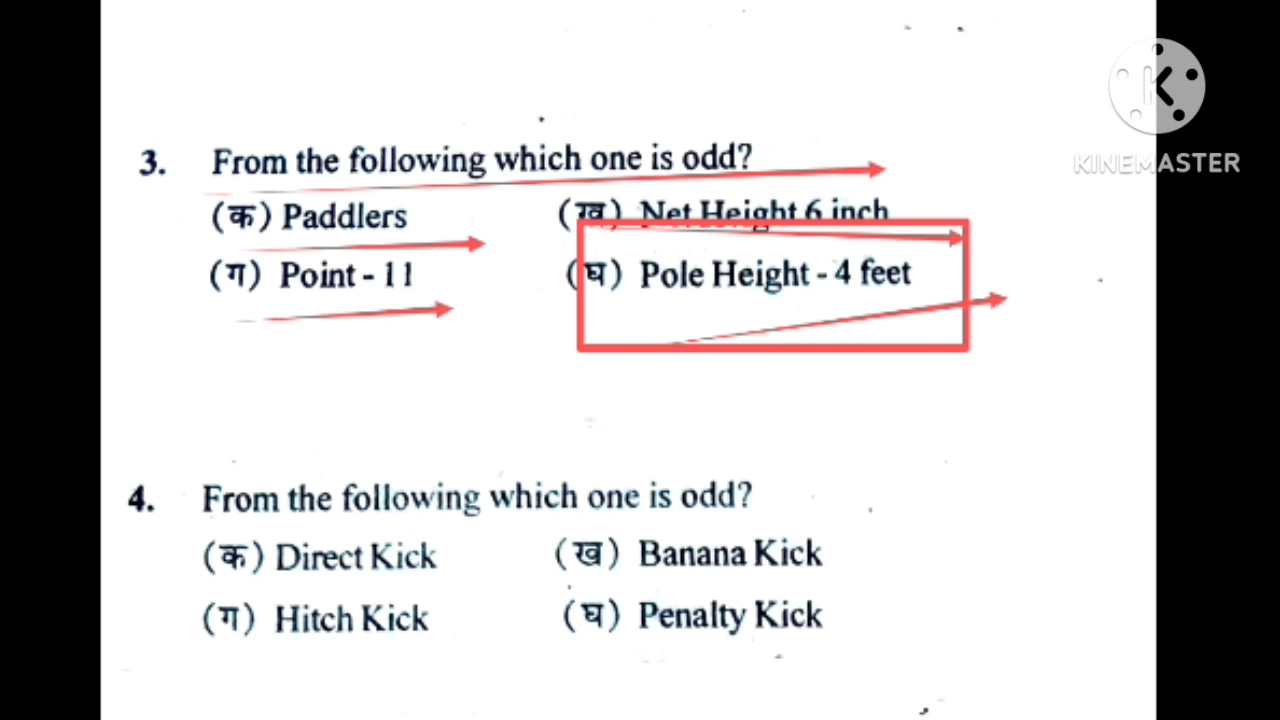 KINEMASTER
3. From the following which one is odd?
(क) Paddlers (ख) Net Height 6 inch
(ग) Point - 11 (घ) Pole Height - 4 feet
4. From the following which one is odd?
(क) Direct Kick (ख) Banana Kick
(ग) Hitch Kick (घ) Penalty Kick